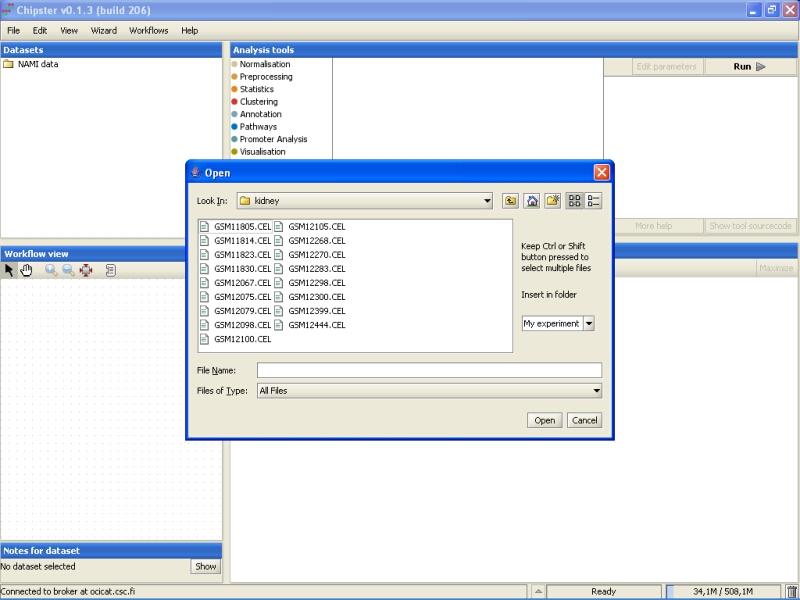 Chipster v0.1.3 (build 206)
File Edit View Wizard Workflows Help
Datasets
NAMI data
Analysis tools
Normalisation
Preprocessing
Statistics
Clustering
Annotation
Pathways
Promoter Analysis
Visualisation
Edit parameters
Run
More help
Show tool sourcecode
Maximize
Open
Look In:
kidney
GSM11805.CEL GSM12105.CEL
GSM11814.CEL GSM12268.CEL
GSM11823.CEL GSM12270.CEL
GSM11830.CEL GSM12283.CEL
GSM12067.CEL GSM12298.CEL
GSM12075.CEL GSM12300.CEL
GSM12079.CEL GSM12399.CEL
GSM12098.CEL GSM12444.CEL
GSM12100.CEL
Keep Ctrl or Shift
button pressed to
select multiple files
Insert in folder
My experiment
File Name:
Files of Type:
All Files
Open
Cancel
Workflow view
Notes for dataset
No dataset selected
Show
Connected to broker at ocicat.csc.fi
Ready
34,1M / 508,1M